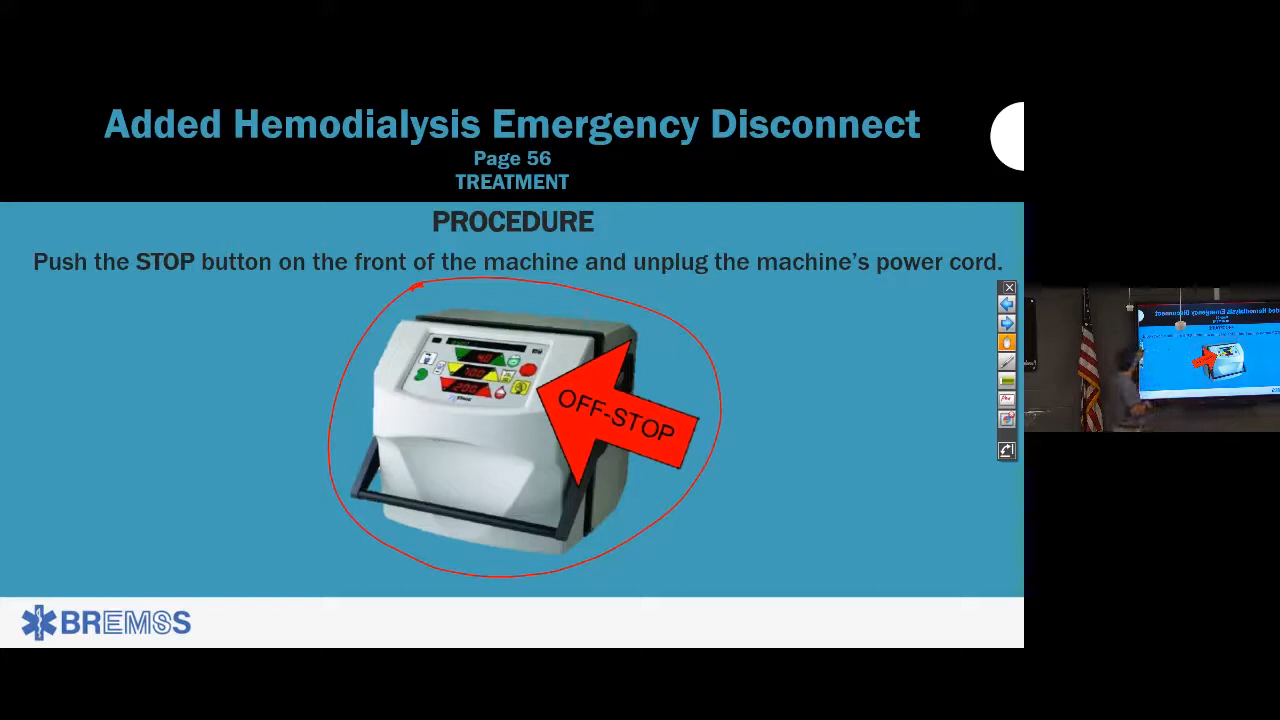 Added Hemodialysis Emergency Disconnect
Page 56
TREATMENT
PROCEDURE
Push the STOP button on the front of the machine and unplug the machine's power cord.
OFF-STOP
BREMSS